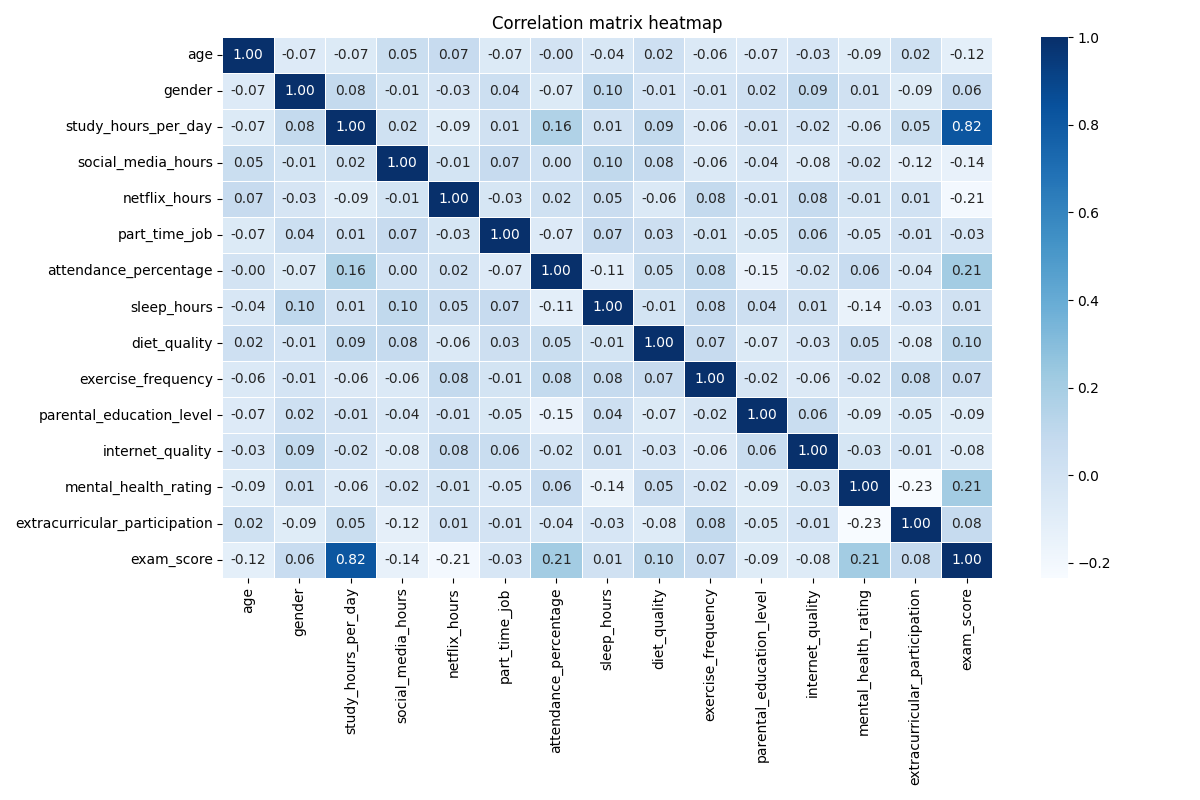 Correlation matrix heatmap
age 1.00 -0.07 -0.07 0.05 0.07 -0.07 -0.00 -0.04 0.02 -0.06 -0.07 -0.03 -0.09 0.02 -0.12
gender -0.07 1.00 0.08 -0.01 -0.03 0.04 -0.07 0.10 -0.01 -0.01 0.02 0.09 0.01 -0.09 0.06
study_hours_per_day -0.07 0.08 1.00 0.02 -0.09 0.01 0.16 0.01 0.09 -0.06 -0.01 -0.02 -0.06 0.05 0.82
social_media_hours 0.05 -0.01 0.02 1.00 -0.01 0.07 0.00 0.10 0.08 -0.06 -0.04 -0.08 -0.02 -0.12 -0.14
netflix_hours 0.07 -0.03 -0.09 -0.01 1.00 -0.03 0.02 0.05 -0.06 0.08 -0.01 0.08 -0.01 0.01 -0.21
part_time_job -0.07 0.04 0.01 0.07 -0.03 1.00 -0.07 0.07 0.03 -0.01 -0.05 0.06 -0.05 -0.01 -0.03
attendance_percentage -0.00 -0.07 0.16 0.00 0.02 -0.07 1.00 -0.11 0.05 0.08 -0.15 -0.02 0.06 -0.04 0.21
sleep_hours -0.04 0.10 0.01 0.10 0.05 0.07 -0.11 1.00 -0.01 0.08 0.04 0.01 -0.14 -0.03 0.01
diet_quality 0.02 -0.01 0.09 0.08 -0.06 0.03 0.05 -0.01 1.00 0.07 -0.07 -0.03 0.05 -0.08 0.10
exercise_frequency -0.06 -0.01 -0.06 -0.06 0.08 -0.01 0.08 0.08 0.07 1.00 -0.02 -0.06 -0.02 0.08 0.07
parental_education_level -0.07 0.02 -0.01 -0.04 -0.01 -0.05 -0.15 0.04 -0.07 -0.02 1.00 0.06 -0.09 -0.05 -0.09
internet_quality -0.03 0.09 -0.02 -0.08 0.08 0.06 -0.02 0.01 -0.03 -0.06 0.06 1.00 -0.03 -0.01 -0.08
mental_health_rating -0.09 0.01 -0.06 -0.02 -0.01 -0.05 0.06 -0.14 0.05 -0.02 -0.09 -0.03 1.00 -0.23 0.21
extracurricular_participation 0.02 -0.09 0.05 -0.12 0.01 -0.01 -0.04 -0.03 -0.08 0.08 -0.05 -0.01 -0.23 1.00 0.08
exam_score -0.12 0.06 0.82 -0.14 -0.21 -0.03 0.21 0.01 0.10 0.07 -0.09 -0.08 0.21 0.08 1.00
age
gender
study_hours_per_day
social_media_hours
netflix_hours
part_time_job
attendance_percentage
sleep_hours
diet_quality
exercise_frequency
parental_education_level
internet_quality
mental_health_rating
extracurricular_participation
exam_score
1.0
0.8
0.6
0.4
0.2
0.0
−0.2